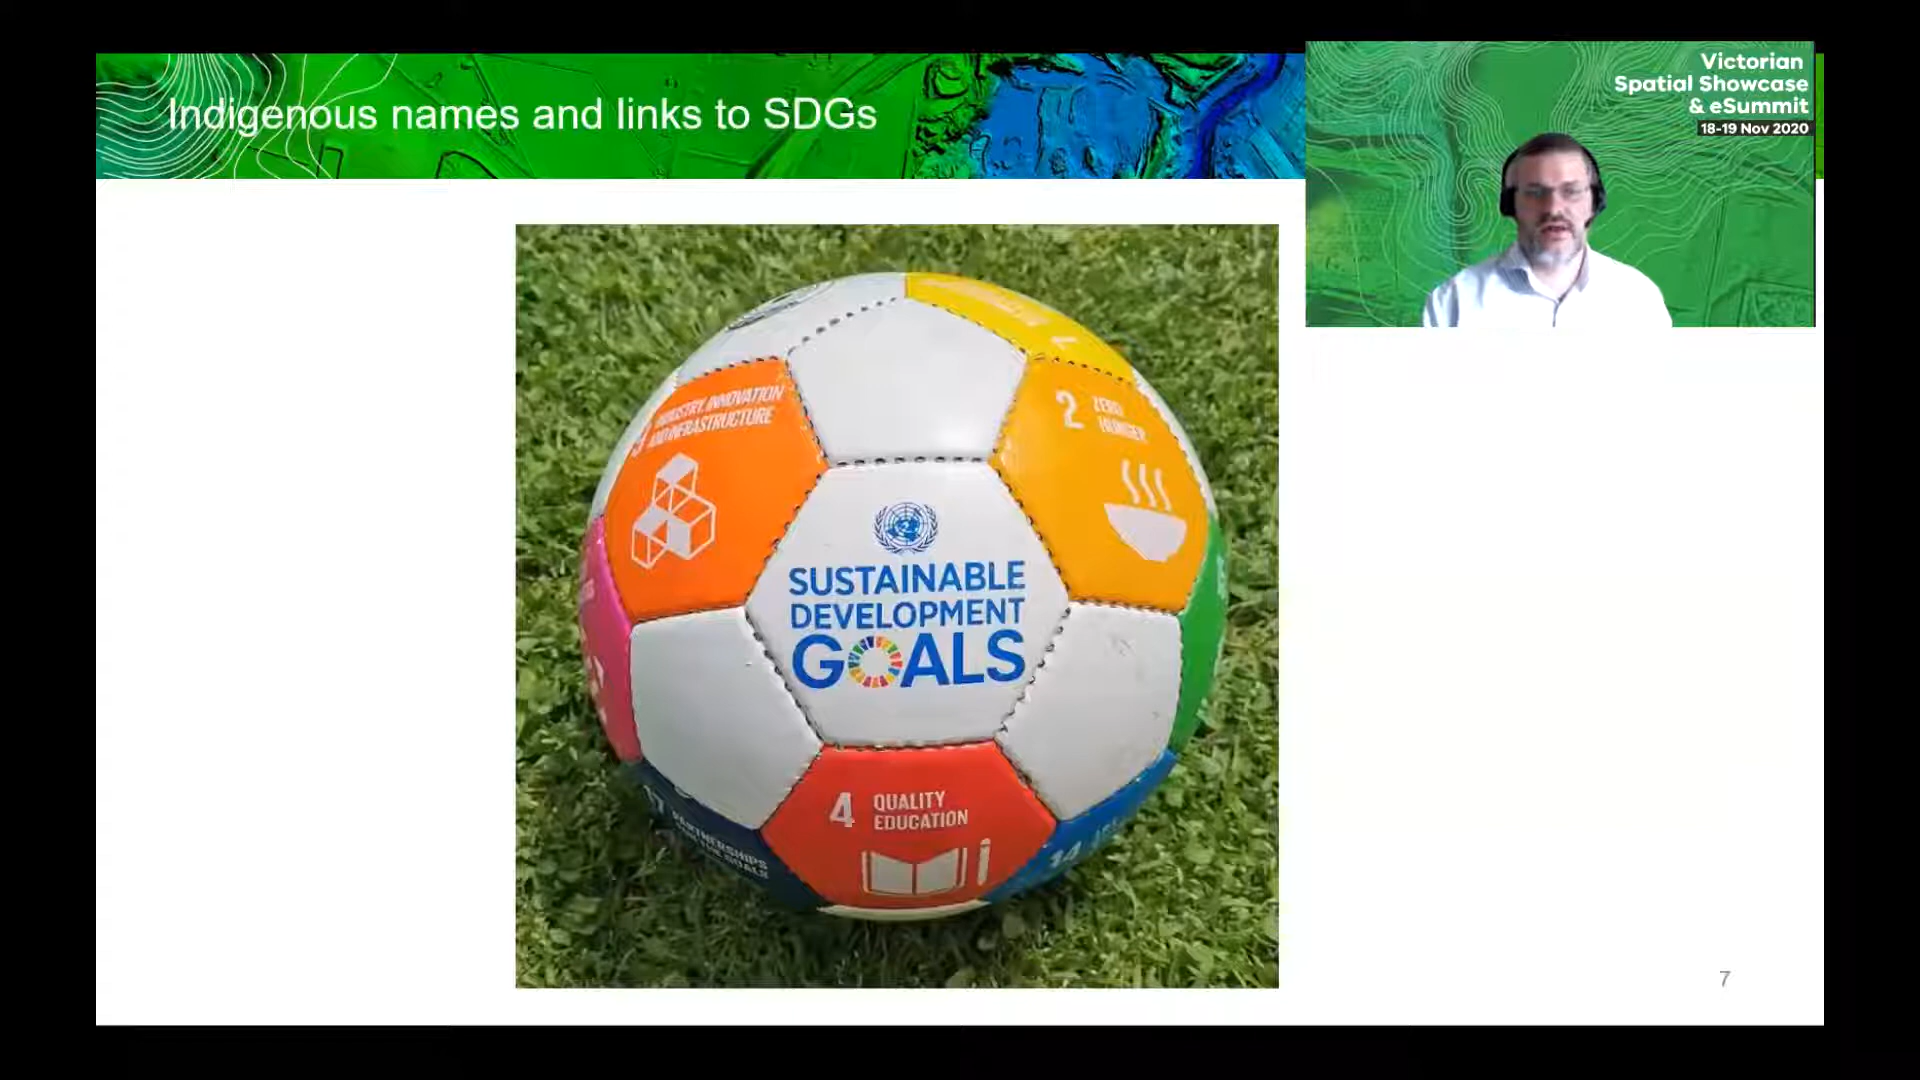 Indigenous names and links to SDGs
Victorian
Spatial Showcase
& eSummit
18-19 Nov 2020
INDUSTRY, INNOVATION
AND INFRASTRUCTURE
2 ZERO
HUNGER
SUSTAINABLE
DEVELOPMENT
GOALS
4 QUALITY
EDUCATION
17 PARTNERSHIPS
FOR THE GOALS
14
7